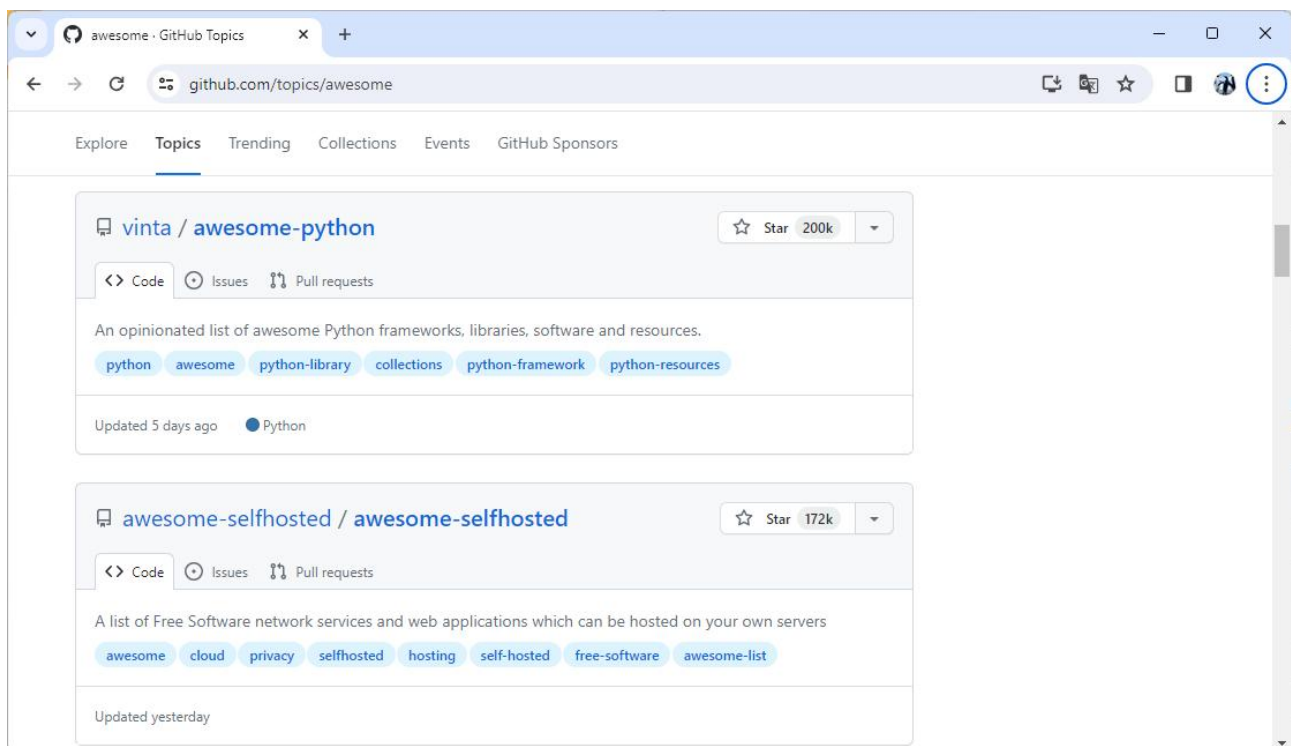 awesome · GitHub Topics
github.com/topics/awesome
Explore Topics Trending Collections Events GitHub Sponsors
vinta / awesome-python Star 200k
Code Issues Pull requests
An opinionated list of awesome Python frameworks, libraries, software and resources.
python awesome python-library collections python-framework python-resources
Updated 5 days ago Python
awesome-selfhosted / awesome-selfhosted Star 172k
Code Issues Pull requests
A list of Free Software network services and web applications which can be hosted on your own servers
awesome cloud privacy selfhosted hosting self-hosted free-software awesome-list
Updated yesterday